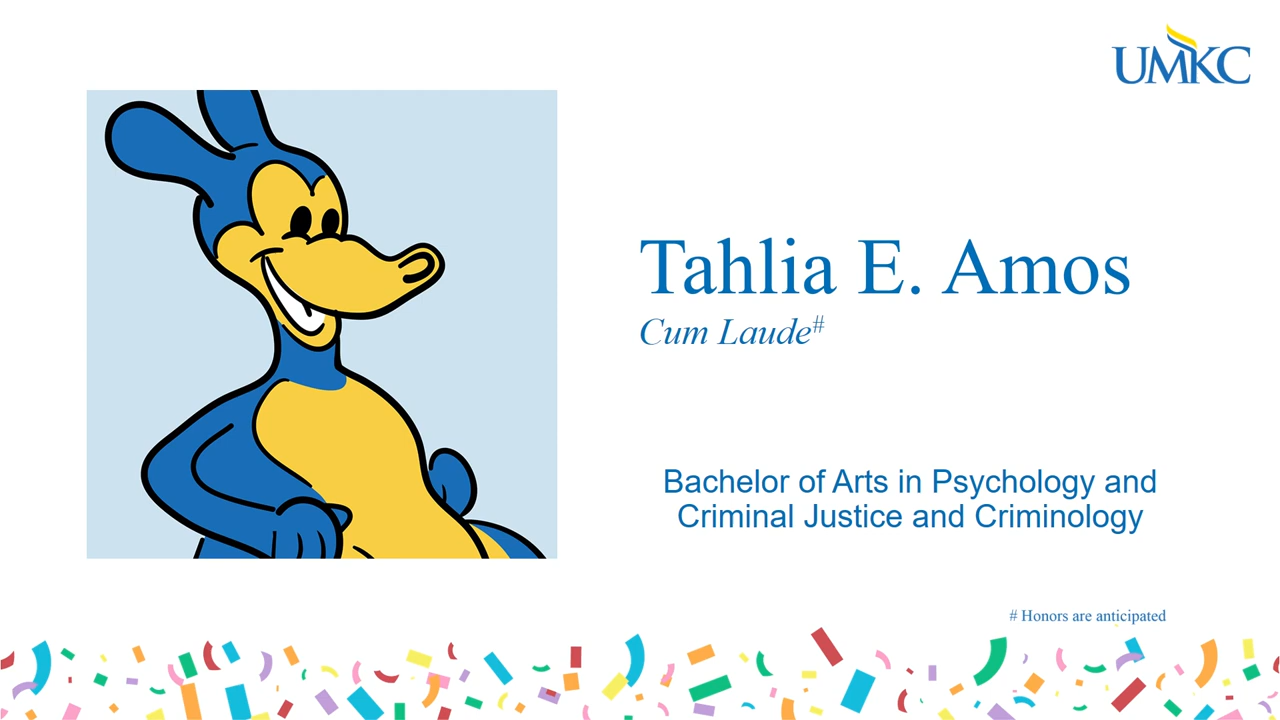 UMKC
Tahlia E. Amos
Cum Laude#
Bachelor of Arts in Psychology and
Criminal Justice and Criminology
# Honors are anticipated